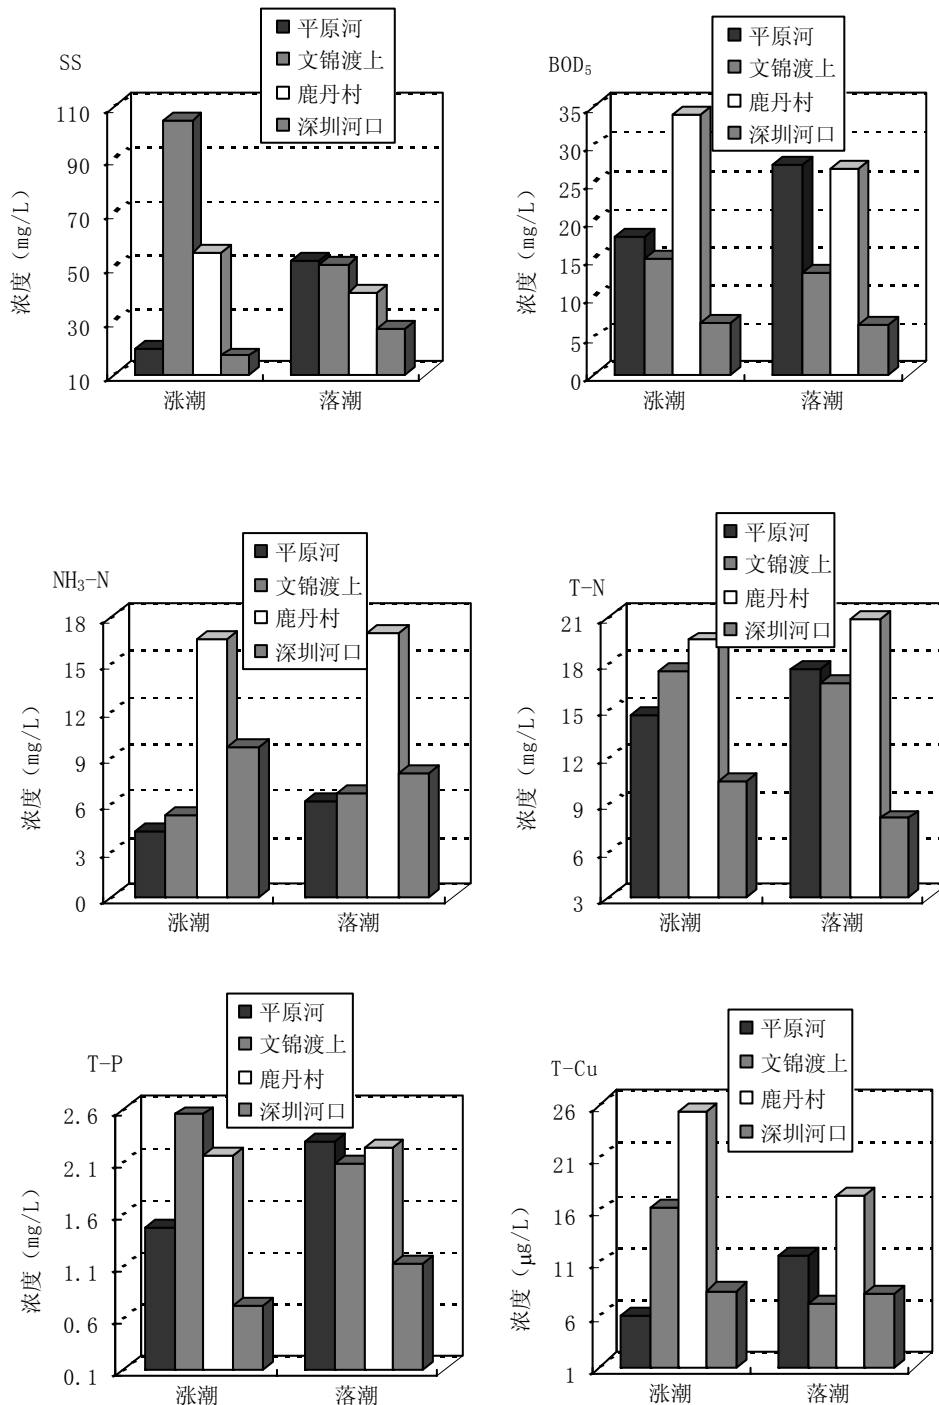 SS
平原河
文锦渡上
鹿丹村
深圳河口
浓度（mg/L）
110
90
70
50
30
10
涨潮
落潮
BOD5
平原河
文锦渡上
鹿丹村
深圳河口
浓度（mg/L）
35
30
25
20
15
10
5
0
涨潮
落潮
NH3-N
平原河
文锦渡上
鹿丹村
深圳河口
浓度（mg/L）
18
15
12
9
6
3
0
涨潮
落潮
T-N
平原河
文锦渡上
鹿丹村
深圳河口
浓度（mg/L）
21
18
15
12
9
6
3
涨潮
落潮
T-P
平原河
文锦渡上
鹿丹村
深圳河口
浓度（mg/L）
2.6
2.1
1.6
1.1
0.6
0.1
涨潮
落潮
T-Cu
平原河
文锦渡上
鹿丹村
深圳河口
浓度（μg/L）
26
21
16
11
6
1
涨潮
落潮